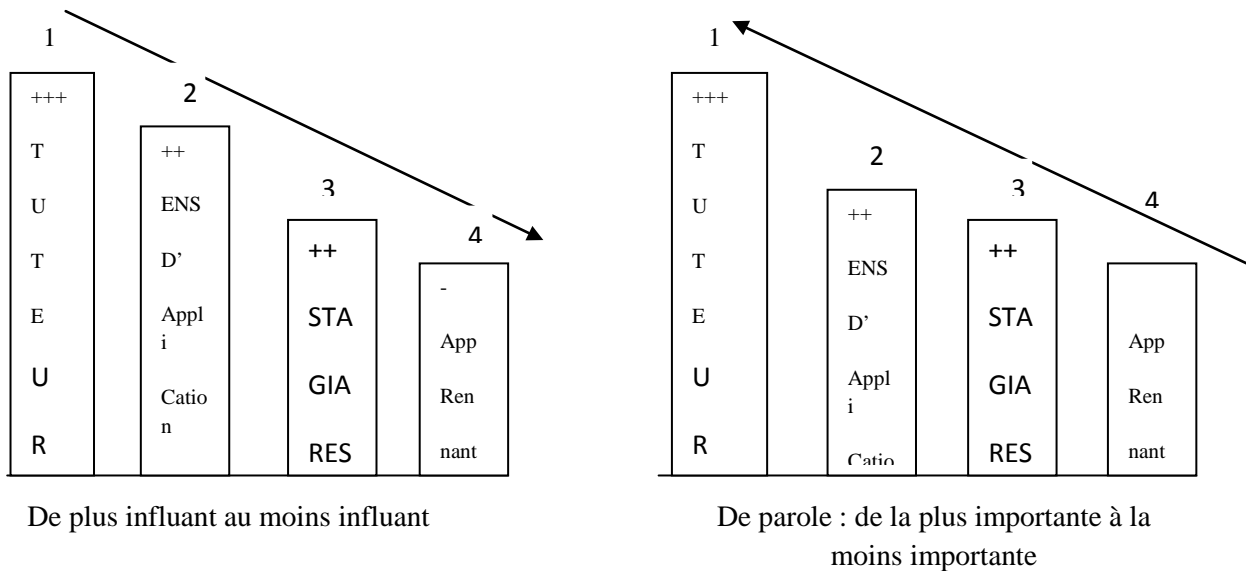 1
+++
T
U
T
E
U
R
2
++
ENS
D’
Appl
i
Catio
n
3
++
STA
GIA
RES
4
-
App
Ren
nant
De plus influant au moins influant
1
+++
T
U
T
E
U
R
2
++
ENS
D’
Appl
i
Catio
3
++
STA
GIA
RES
4
App
Ren
nant
De parole : de la plus importante à la
moins importante